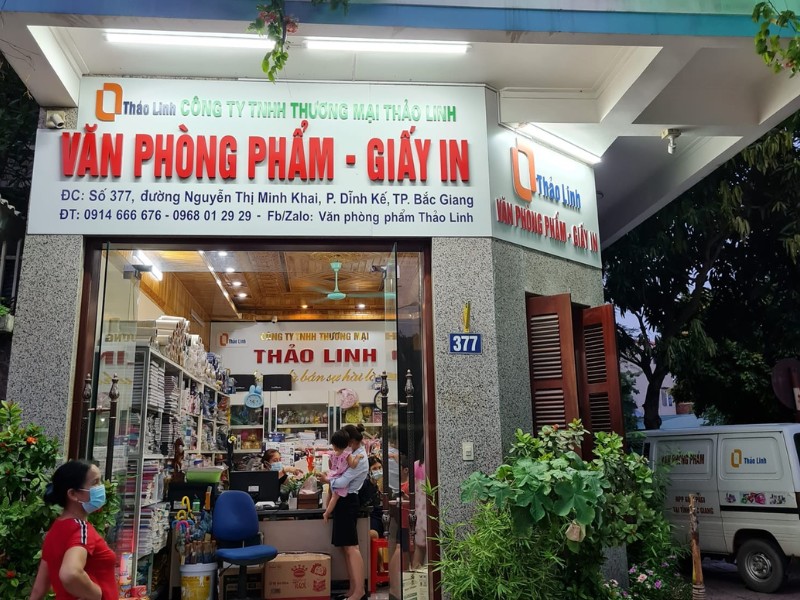 Thảo Linh CÔNG TY TNHH THƯƠNG MẠI THẢO LINH
VĂN PHÒNG PHẨM - GIẤY IN
ĐC: Số 377, đường Nguyễn Thị Minh Khai, P. Dĩnh Kế, TP. Bắc Giang
ĐT: 0914 666 676 - 0968 01 29 29 - Fb/Zalo: Văn phòng phẩm Thảo Linh
Thảo Linh
VĂN PHÒNG PHẨM - GIẤY IN
377
Thảo Linh
CÔNG TY TNHH THƯƠNG MẠI
THẢO LINH
VĂN PHÒNG PHẨM
Thảo Linh